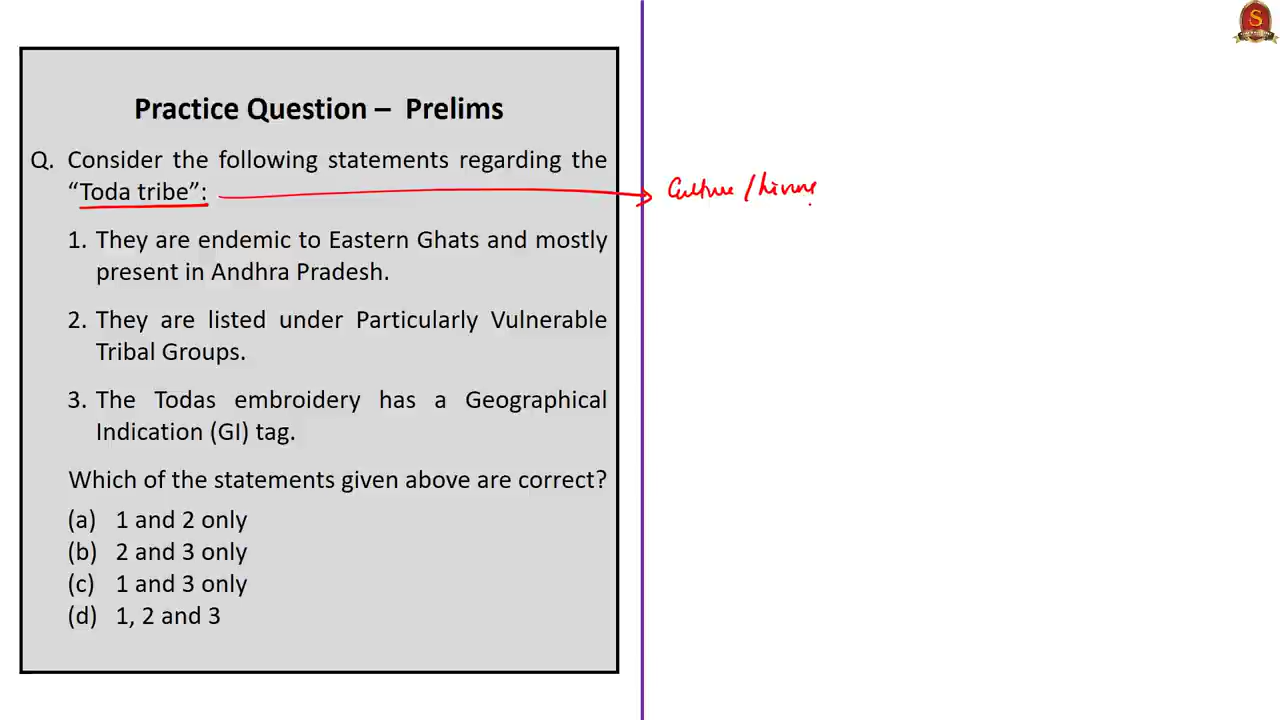 Practice Question – Prelims
Q. Consider the following statements regarding the
“Toda tribe”:
Culture /
1. They are endemic to Eastern Ghats and mostly
present in Andhra Pradesh.
2. They are listed under Particularly Vulnerable
Tribal Groups.
3. The Todas embroidery has a Geographical
Indication (GI) tag.
Which of the statements given above are correct?
(a) 1 and 2 only
(b) 2 and 3 only
(c) 1 and 3 only
(d) 1, 2 and 3
S